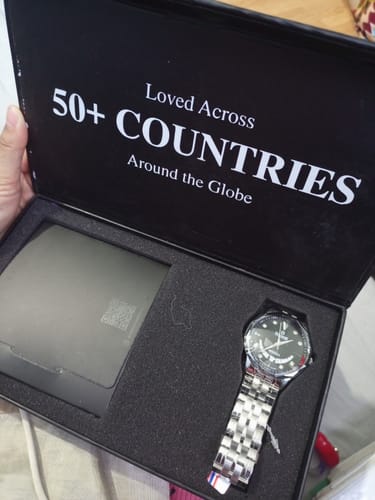 Loved Across
50+ COUNTRIES
Around the Globe